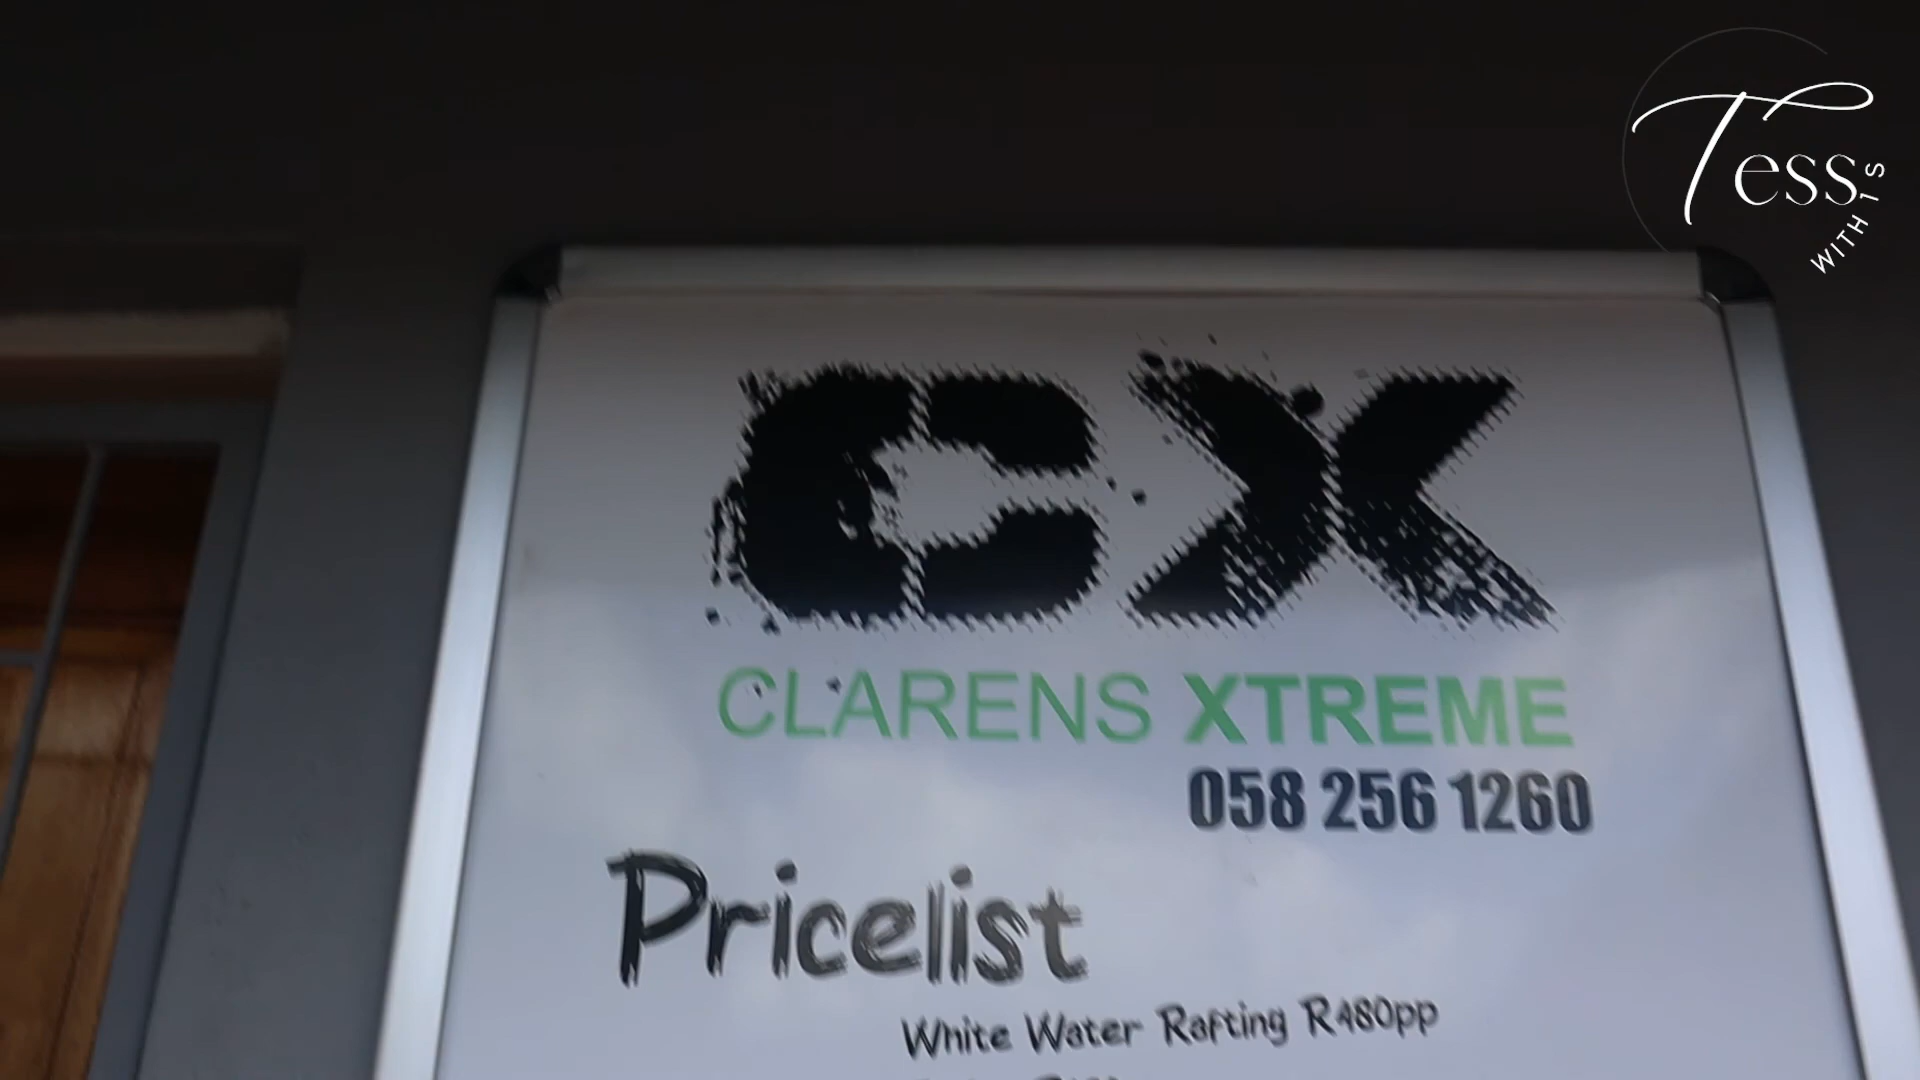 Tess
WITH 1 S
CX
CLARENS XTREME
058 256 1260
Pricelist
White Water Rafting R480pp